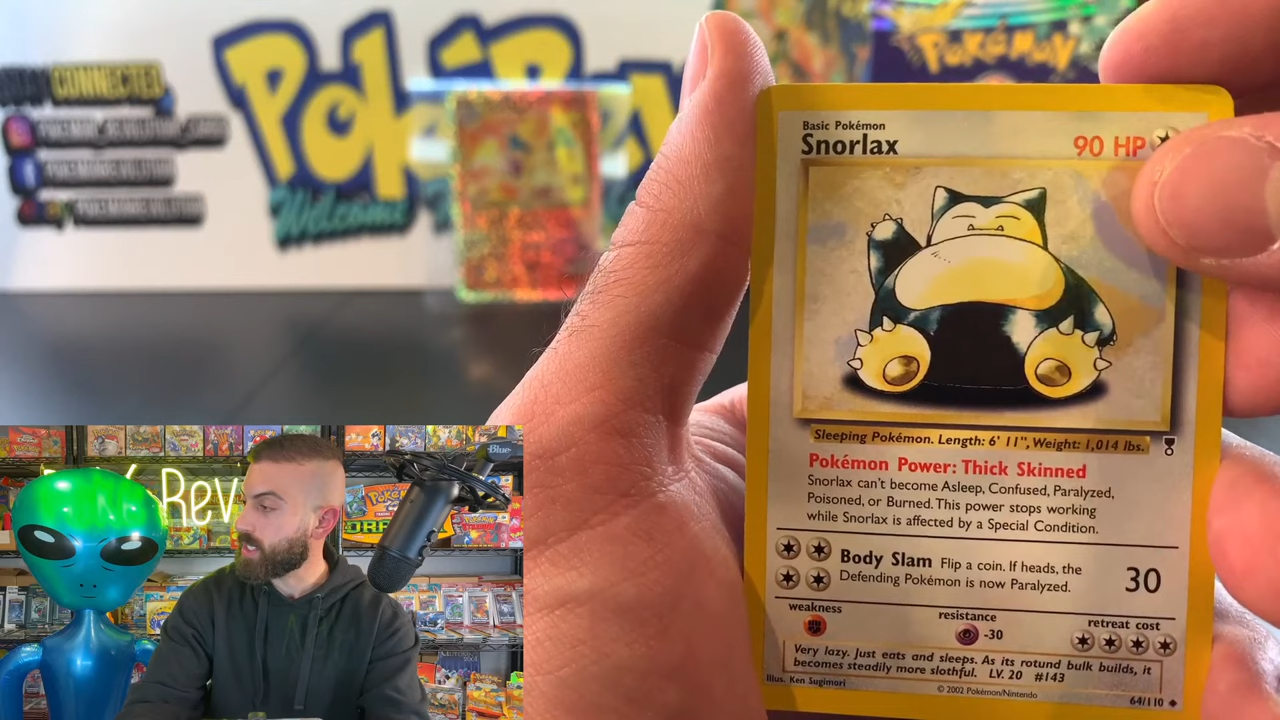 STAY CONNECTED
PokéRev
Welcome
POKÉMON
Basic Pokémon
Snorlax
90 HP
Sleeping Pokémon. Length: 6' 11", Weight: 1,014 lbs.
Pokémon Power: Thick Skinned
Snorlax can't become Asleep, Confused, Paralyzed,
Poisoned, or Burned. This power stops working
while Snorlax is affected by a Special Condition.
Body Slam Flip a coin. If heads, the
Defending Pokémon is now Paralyzed.
30
weakness
resistance
-30
retreat cost
Very lazy. Just eats and sleeps. As its rotund bulk builds, it
becomes steadily more slothful. LV. 20 #143
Illus. Ken Sugimori
© 2002 Pokémon/Nintendo
64/110
Rev
Blue